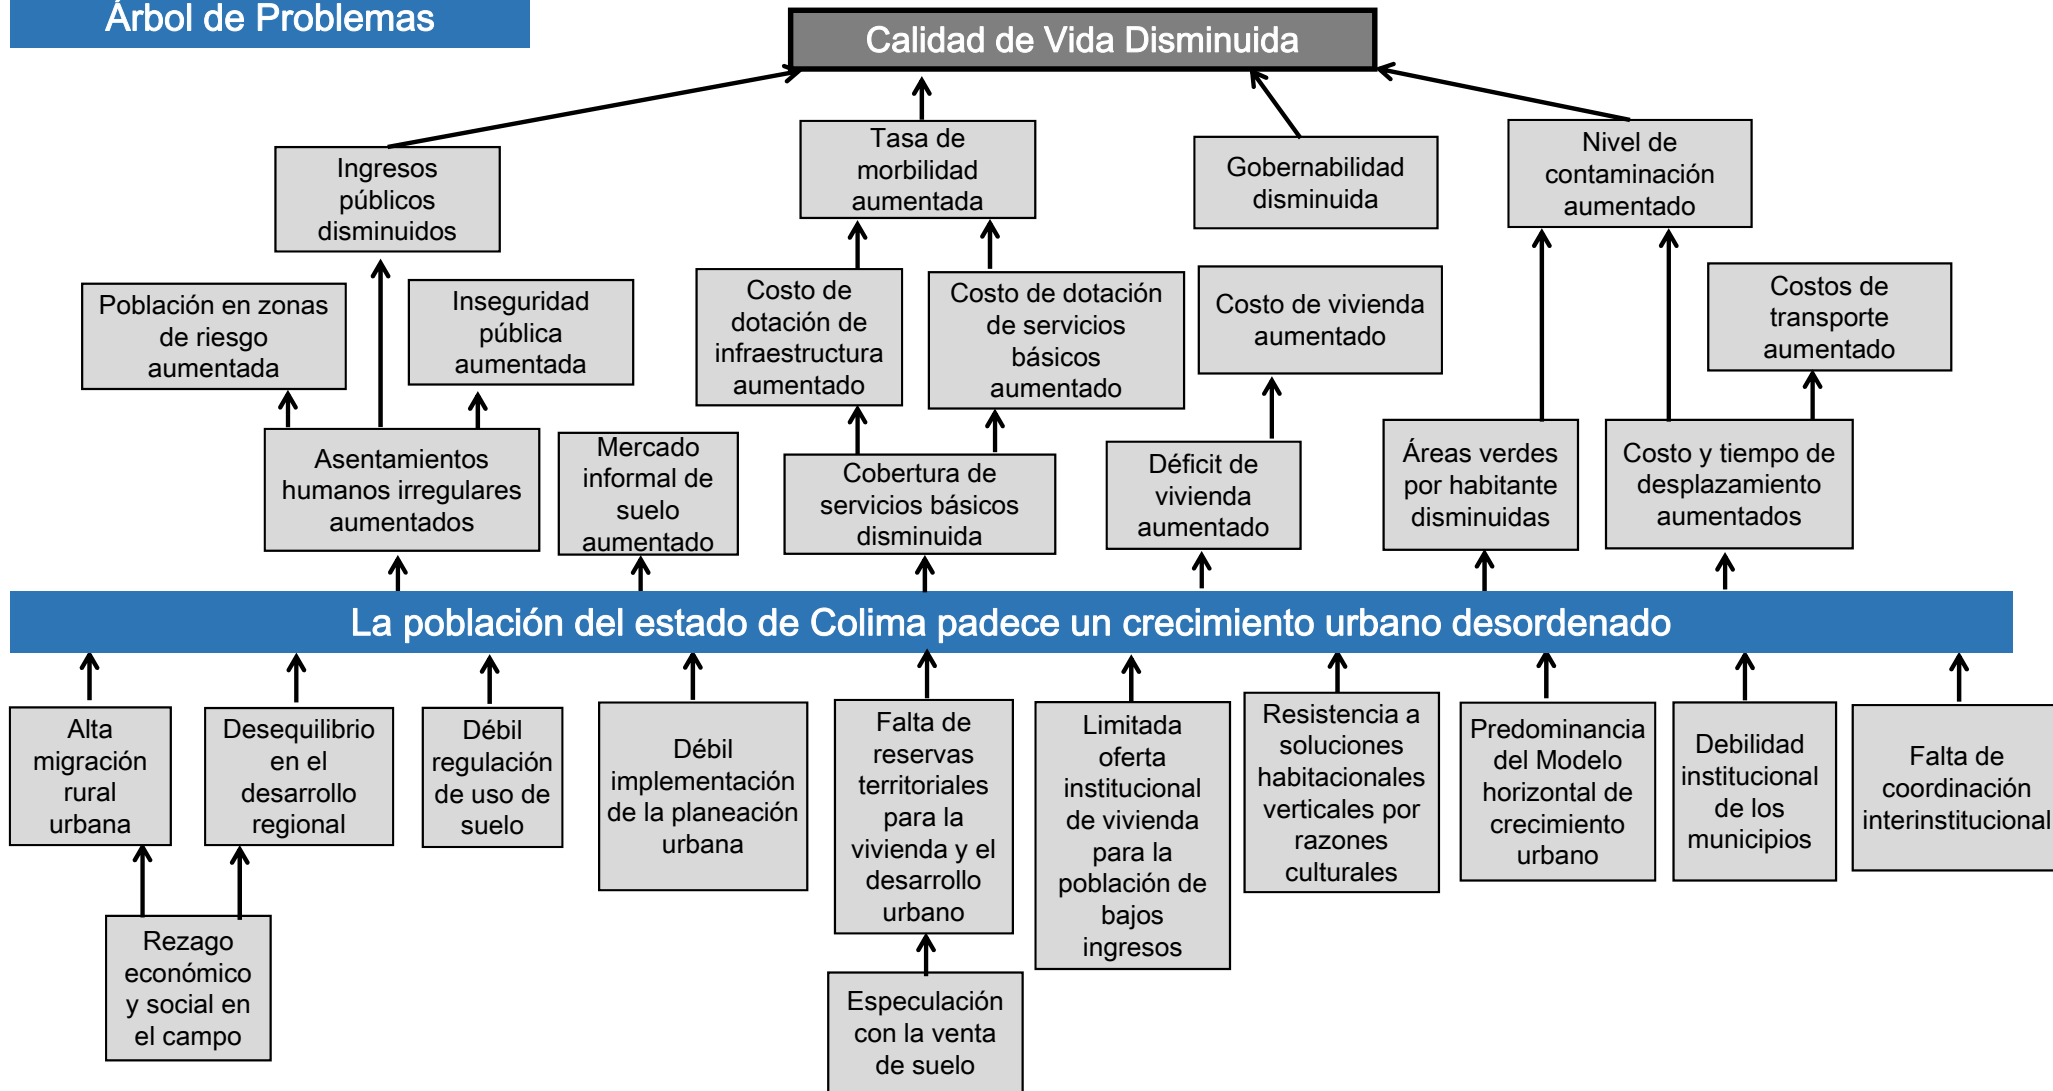 Árbol de Problemas
Calidad de Vida Disminuida
Ingresos
públicos
disminuidos
Tasa de
morbilidad
aumentada
Gobernabilidad
disminuida
Nivel de
contaminación
aumentado
Población en zonas
de riesgo
aumentada
Inseguridad
pública
aumentada
Costo de
dotación de
infraestructura
aumentado
Costo de dotación
de servicios
básicos
aumentado
Costo de vivienda
aumentado
Costos de
transporte
aumentado
Asentamientos
humanos irregulares
aumentados
Mercado
informal de
suelo
aumentado
Cobertura de
servicios básicos
disminuida
Déficit de
vivienda
aumentado
Áreas verdes
por habitante
disminuidas
Costo y tiempo de
desplazamiento
aumentados
La población del estado de Colima padece un crecimiento urbano desordenado
Alta
migración
rural
urbana
Desequilibrio
en el
desarrollo
regional
Débil
regulación
de uso de
suelo
Débil
implementación
de la planeación
urbana
Falta de
reservas
territoriales
para la
vivienda y el
desarrollo
urbano
Limitada
oferta
institucional
de vivienda
para la
población de
bajos
ingresos
Resistencia a
soluciones
habitacionales
verticales por
razones
culturales
Predominancia
del Modelo
horizontal de
crecimiento
urbano
Debilidad
institucional
de los
municipios
Falta de
coordinación
interinstitucional
Rezago
económico
y social en
el campo
Especulación
con la venta
de suelo